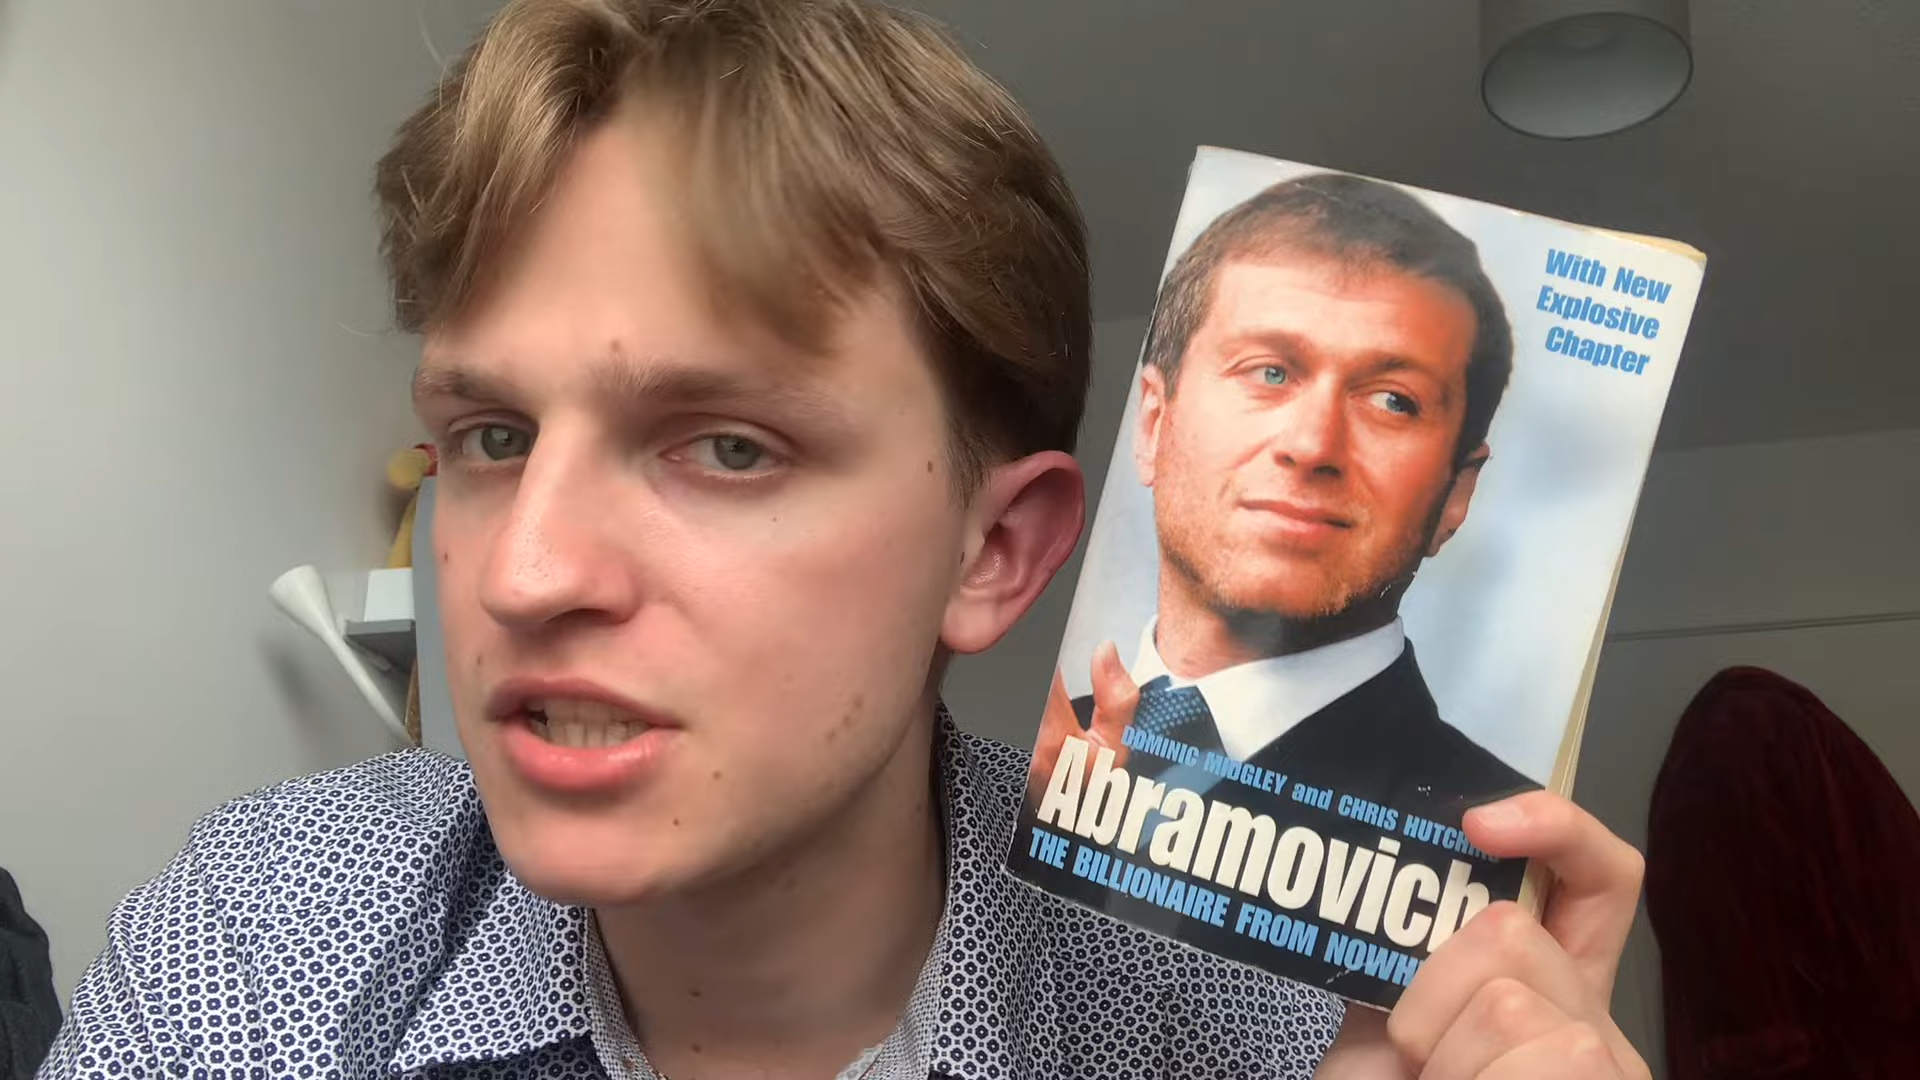 With New
Explosive
Chapter
DOMINIC MIDGLEY and CHRIS
Abramovich
THE BILLIONAIRE FROM